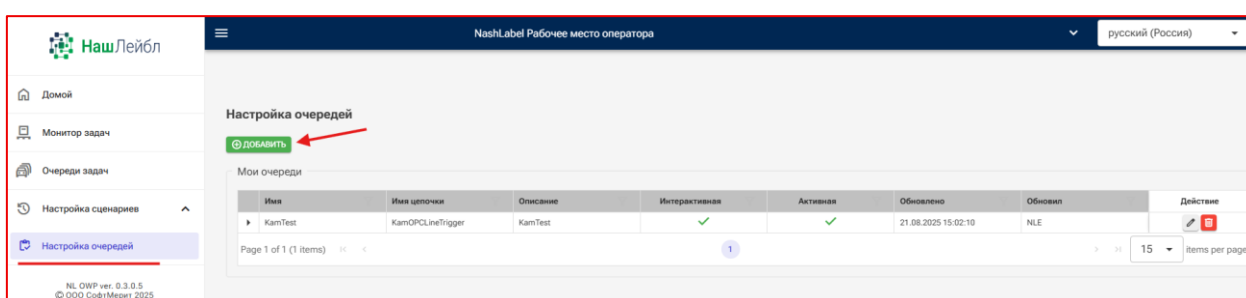 НашЛейбл
NashLabel Рабочее место оператора
русский (Россия)
Домой
Монитор задач
Очереди задач
Настройка сценариев
Настройка очередей
NL OWP ver. 0.3.0.5
© ООО СофтМерит 2025
Настройка очередей
ДОБАВИТЬ
Мои очереди
Имя Имя цепочки Описание Интерактивная Активная Обновлено Обновил Действие
KamTest KamOPCLineTrigger KamTest 21.08.2025 15:02:10 NLE
Page 1 of 1 (1 items) 1 15 items per page